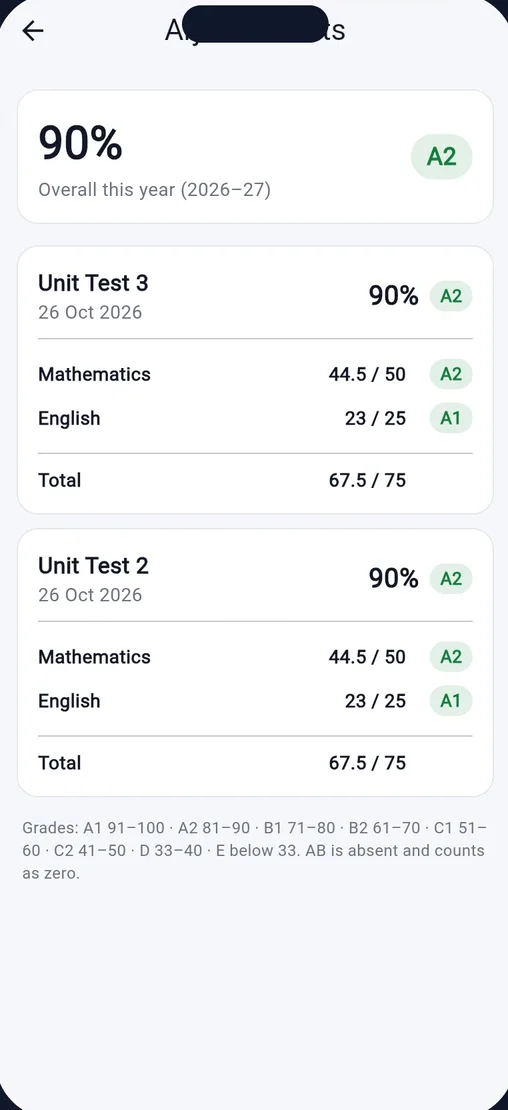 90%
A2
Overall this year (2026–27)
Unit Test 3
90% A2
26 Oct 2026
Mathematics 44.5 / 50 A2
English 23 / 25 A1
Total 67.5 / 75
Unit Test 2
90% A2
26 Oct 2026
Mathematics 44.5 / 50 A2
English 23 / 25 A1
Total 67.5 / 75
Grades: A1 91–100 · A2 81–90 · B1 71–80 · B2 61–70 · C1 51–
60 · C2 41–50 · D 33–40 · E below 33. AB is absent and counts
as zero.